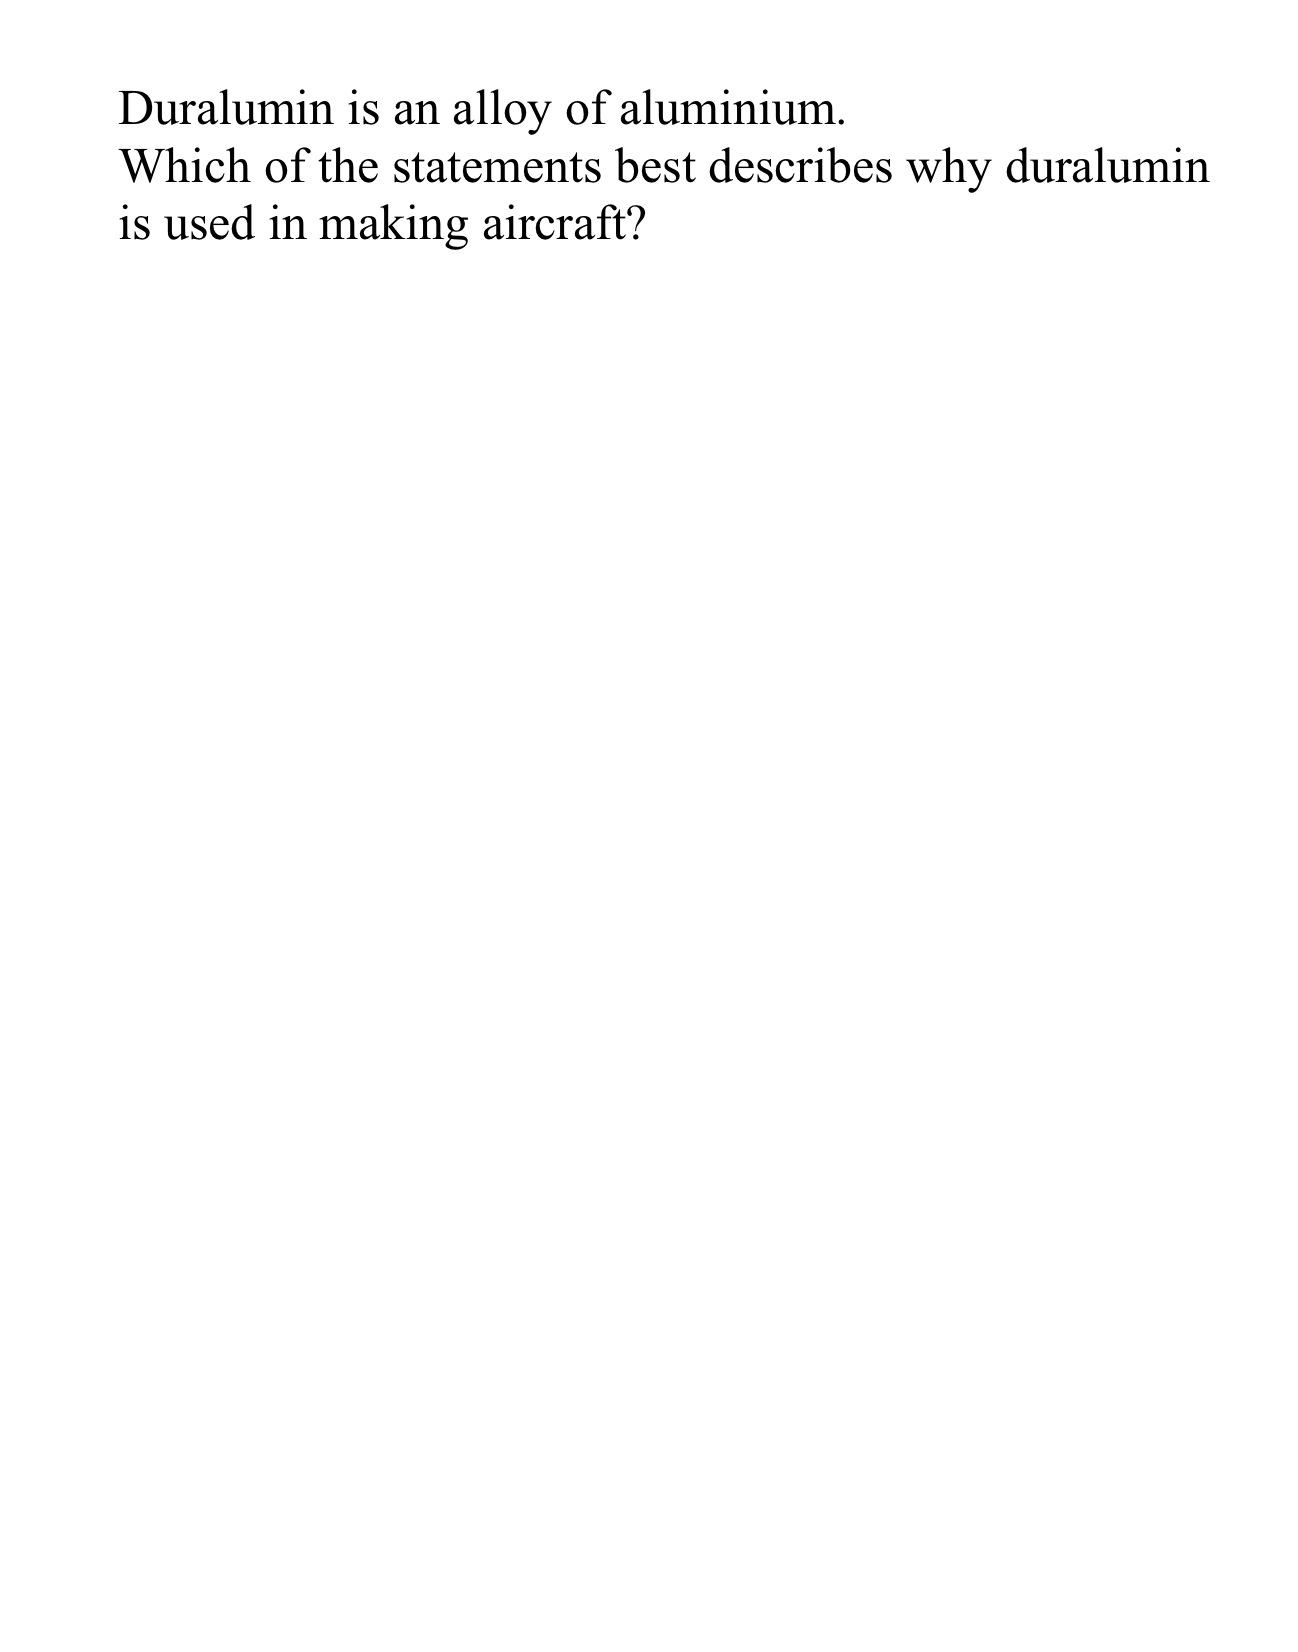 Duralumin is an alloy of aluminium.
Which of the statements best describes why duralumin
is used in making aircraft?